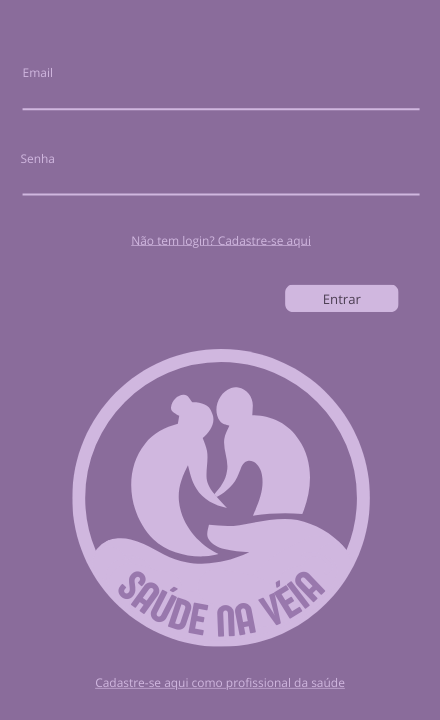 Email
Senha
Não tem login? Cadastre-se aqui
Entrar
SAÚDE NA VÉIA
Cadastre-se aqui como profissional da saúde